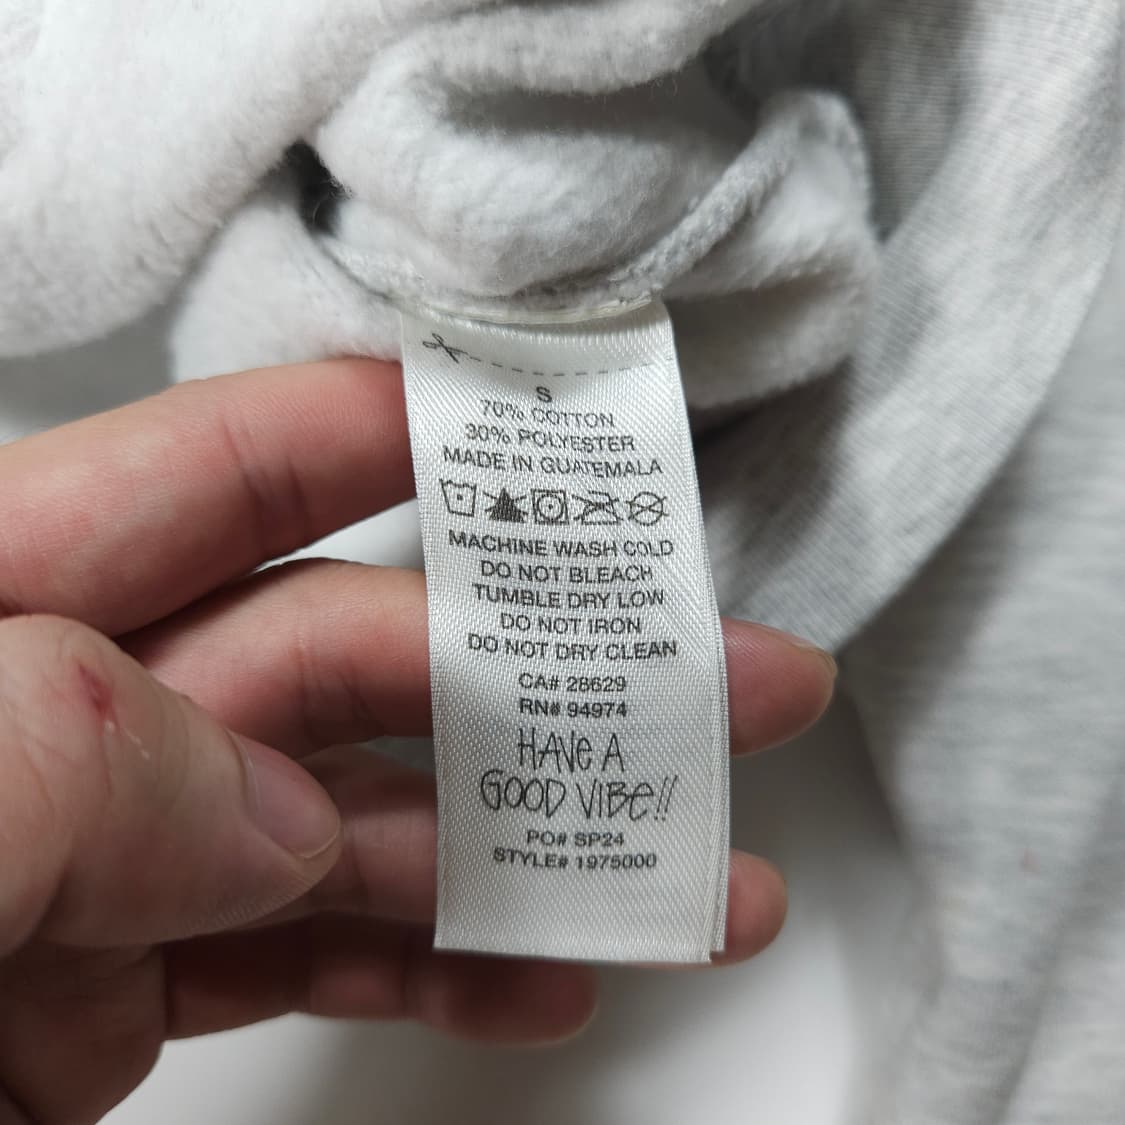 S
70% COTTON
30% POLYESTER
MADE IN GUATEMALA
MACHINE WASH COLD
DO NOT BLEACH
TUMBLE DRY LOW
DO NOT IRON
DO NOT DRY CLEAN
CA# 28629
RN# 94974
HAVE A
GOOD VIBE!!
PO# SP24
STYLE# 1975000